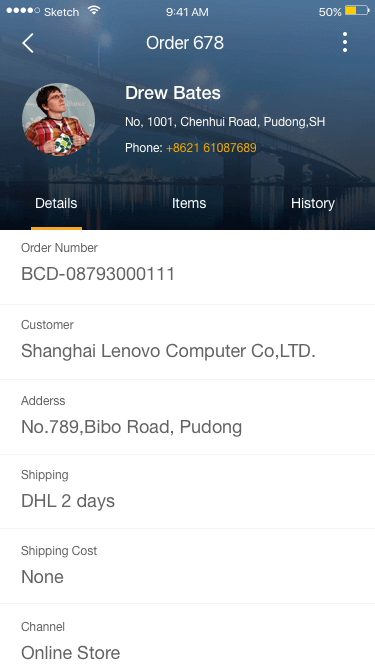 Sketch 9:41 AM 50%
Order 678
Drew Bates
No, 1001, Chenhui Road, Pudong,SH
Phone: +8621 61087689
Details Items History
Order Number
BCD-08793000111
Customer
Shanghai Lenovo Computer Co,LTD.
Adderss
No.789,Bibo Road, Pudong
Shipping
DHL 2 days
Shipping Cost
None
Channel
Online Store